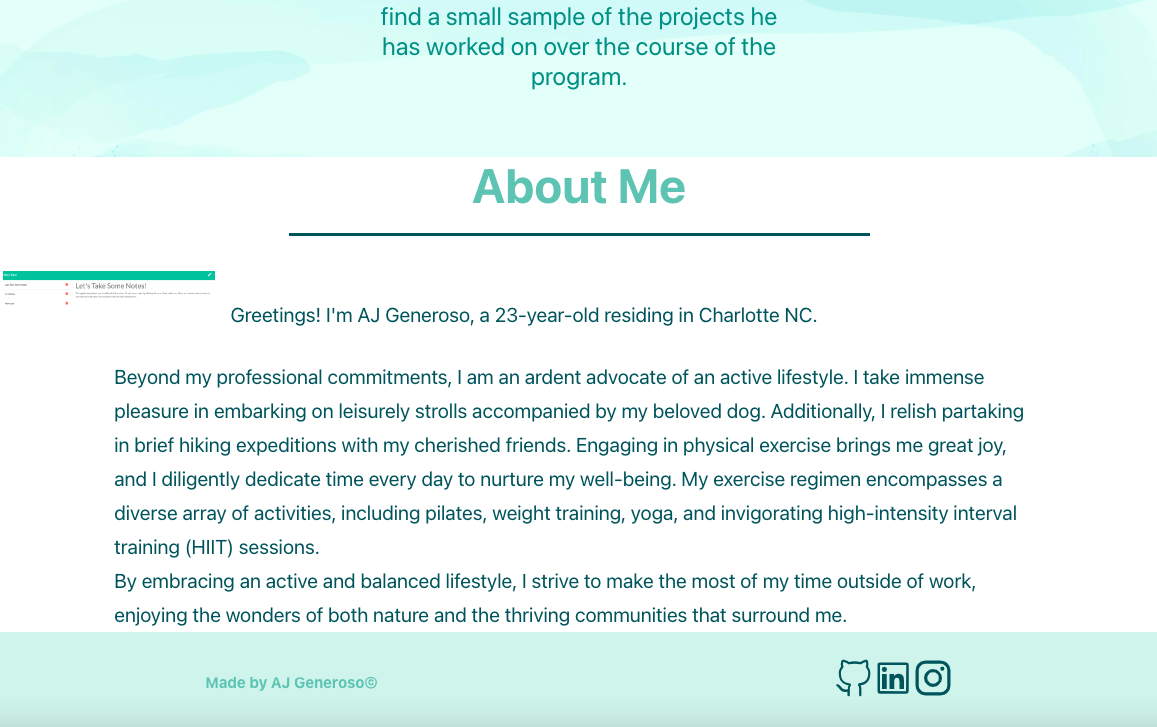 find a small sample of the projects he
has worked on over the course of the
program.
About Me
Let's Take Some Notes!
Greetings! I'm AJ Generoso, a 23-year-old residing in Charlotte NC.
Beyond my professional commitments, I am an ardent advocate of an active lifestyle. I take immense
pleasure in embarking on leisurely strolls accompanied by my beloved dog. Additionally, I relish partaking
in brief hiking expeditions with my cherished friends. Engaging in physical exercise brings me great joy,
and I diligently dedicate time every day to nurture my well-being. My exercise regimen encompasses a
diverse array of activities, including pilates, weight training, yoga, and invigorating high-intensity interval
training (HIIT) sessions.
By embracing an active and balanced lifestyle, I strive to make the most of my time outside of work,
enjoying the wonders of both nature and the thriving communities that surround me.
Made by AJ Generoso©
in